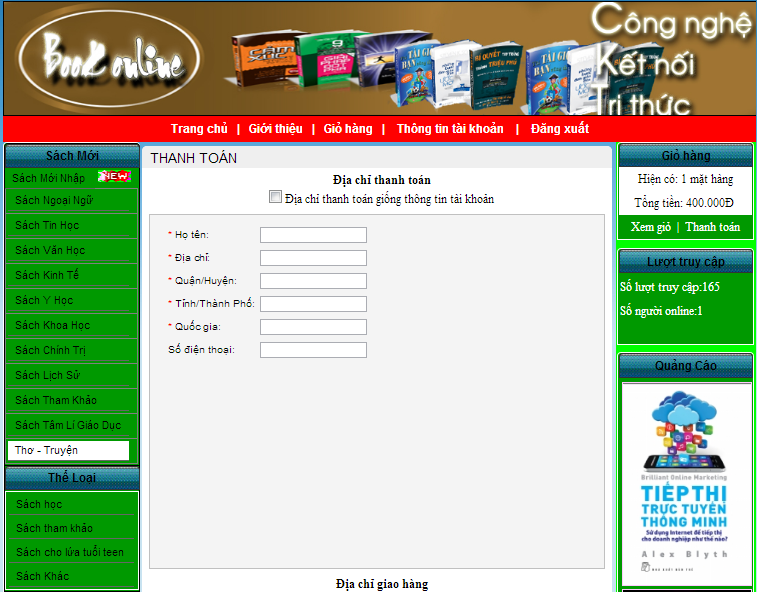 Book online
Công nghệ
Kết nối
Tri thức
Trang chủ | Giới thiệu | Giỏ hàng | Thông tin tài khoản | Đăng xuất
Sách Mới
Sách Mới Nhập NEW
Sách Ngoại Ngữ
Sách Tin Học
Sách Văn Học
Sách Kinh Tế
Sách Y Học
Sách Khoa Học
Sách Chính Trị
Sách Lịch Sử
Sách Tham Khảo
Sách Tâm Lí Giáo Dục
Thơ - Truyện
Thể Loại
Sách học
Sách tham khảo
Sách cho lứa tuổi teen
Sách Khác
THANH TOÁN
Địa chỉ thanh toán
Địa chỉ thanh toán giống thông tin tài khoản
* Họ tên:
* Địa chỉ:
* Quận/Huyện:
* Tỉnh/Thành Phố:
* Quốc gia:
Số điện thoại:
Địa chỉ giao hàng
Giỏ hàng
Hiện có: 1 mặt hàng
Tổng tiền: 400.000Đ
Xem giỏ | Thanh toán
Lượt truy cập
Số lượt truy cập:165
Số người online:1
Quảng Cáo
Brilliant Online Marketing
TIẾP THỊ
TRỰC TUYẾN
THÔNG MINH
Sử dụng Internet để tiếp thị
cho doanh nghiệp như thế nào?
Alex Blyth